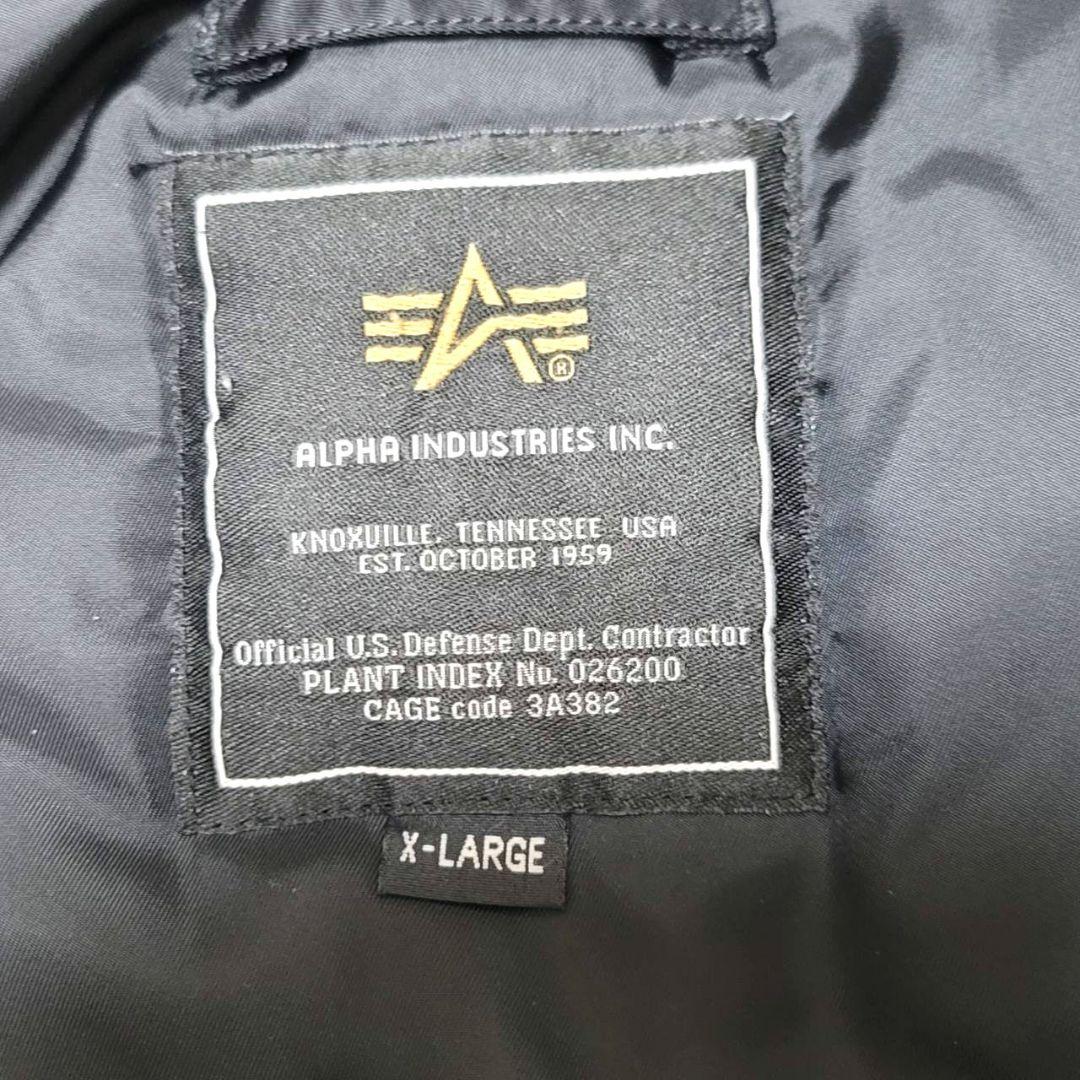 ®
ALPHA INDUSTRIES INC.
KNOXVILLE, TENNESSEE USA
EST. OCTOBER 1959
Official U.S. Defense Dept. Contractor
PLANT INDEX No. 026200
CAGE code 3A382
X-LARGE